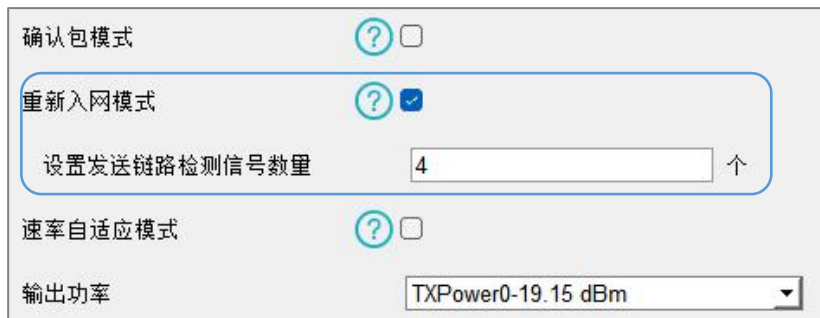 确认包模式 ?
重新入网模式 ?
设置发送链路检测信号数量 4 个
速率自适应模式 ?
输出功率 TXPower0-19.15 dBm